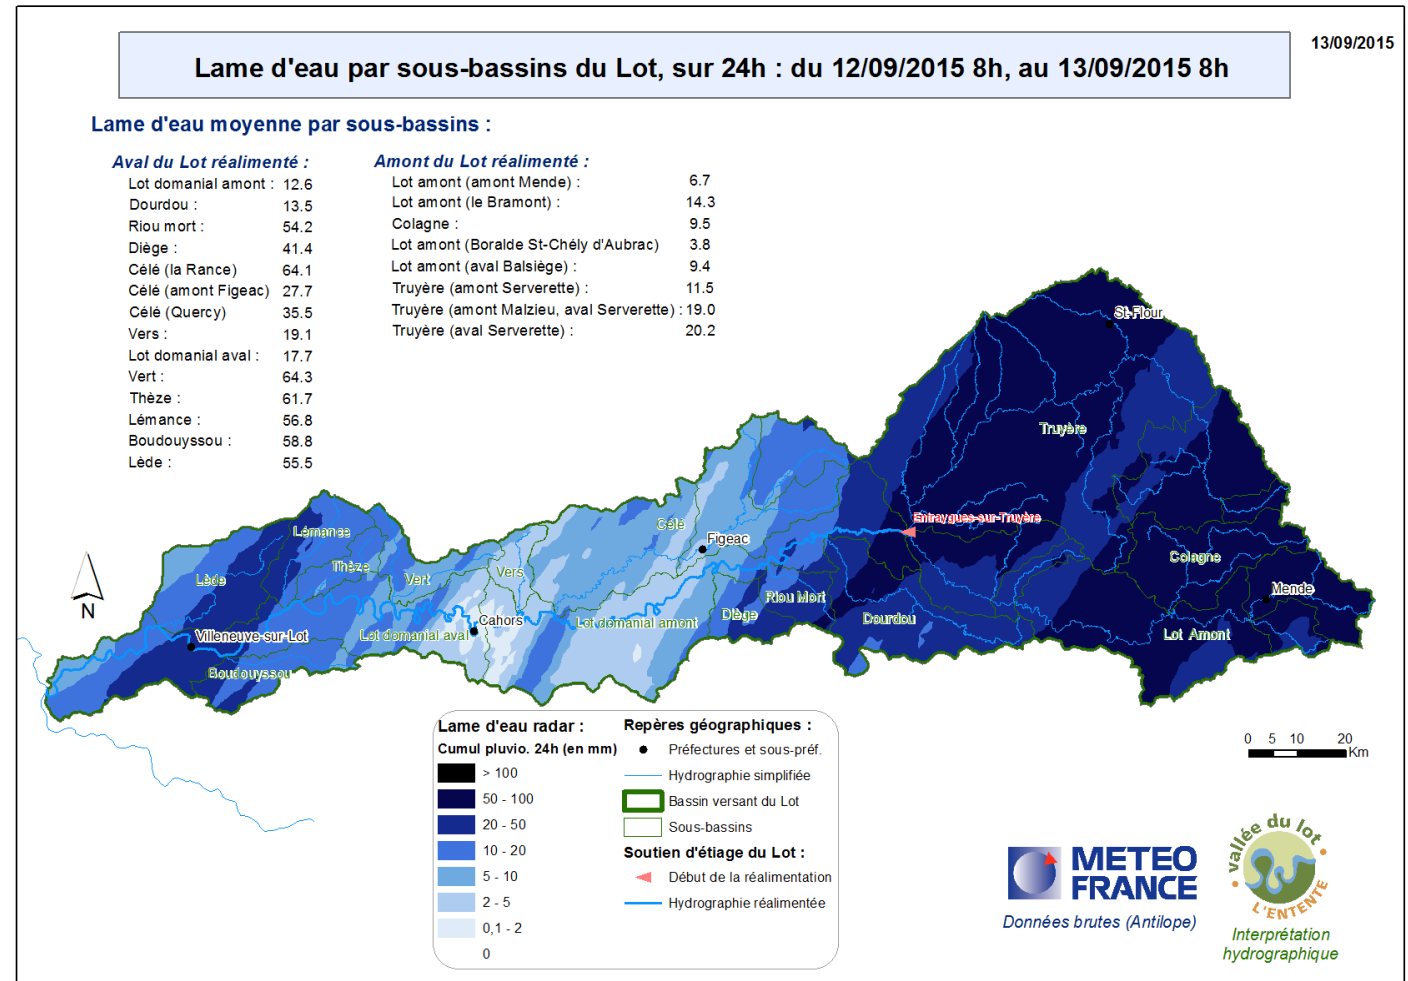 13/09/2015
Lame d'eau par sous-bassins du Lot, sur 24h : du 12/09/2015 8h, au 13/09/2015 8h
Lame d'eau moyenne par sous-bassins :
Aval du Lot réalimenté :
Lot domanial amont : 12.6
Dourdou : 13.5
Riou mort : 54.2
Diège : 41.4
Célé (la Rance) 64.1
Célé (amont Figeac) 27.7
Célé (Quercy) 35.5
Vers : 19.1
Lot domanial aval : 17.7
Vert : 64.3
Thèze : 61.7
Lémance : 56.8
Boudouyssou : 58.8
Lède : 55.5
Amont du Lot réalimenté :
Lot amont (amont Mende) : 6.7
Lot amont (le Bramont) : 14.3
Colagne : 9.5
Lot amont (Boralde St-Chély d'Aubrac) 3.8
Lot amont (aval Balsiège) : 9.4
Truyère (amont Serverette) : 11.5
Truyère (amont Malzieu, aval Serverette) : 19.0
Truyère (aval Serverette) : 20.2
St-Flour
Truyère
Entraygues-sur-Truyère
Lémance
Célé
Figeac
Colagne
Thèze
Vert
Vers
Lède
Mende
Riou Mort
Diège
Dourdou
Cahors
Lot domanial amont
Villeneuve-sur-Lot
Lot domanial aval
Lot Amont
Boudouyssou
N
Lame d'eau radar :
Cumul pluvio. 24h (en mm)
> 100
50 - 100
20 - 50
10 - 20
5 - 10
2 - 5
0,1 - 2
0
Repères géographiques :
Préfectures et sous-préf.
Hydrographie simplifiée
Bassin versant du Lot
Sous-bassins
Soutien d'étiage du Lot :
Début de la réalimentation
Hydrographie réalimentée
0 5 10 20
Km
METEO
FRANCE
Données brutes (Antilope)
vallée du lot
L'ENTENTE
Interprétation
hydrographique